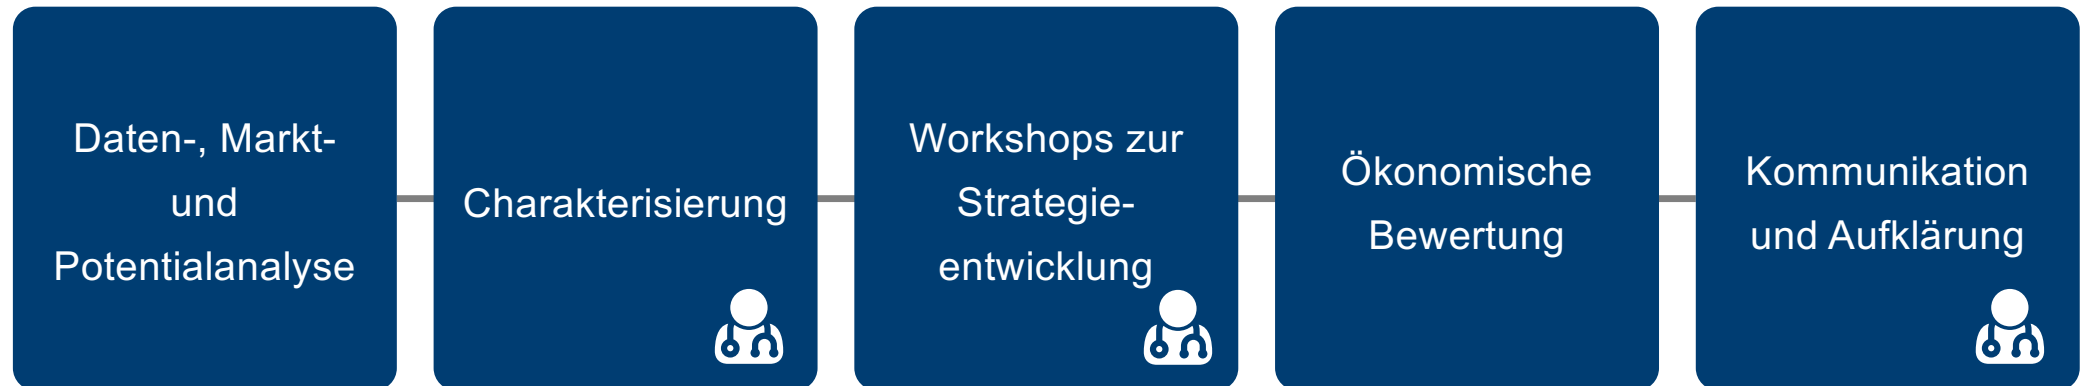 Daten-, Markt-
und
Potentialanalyse
Charakterisierung
Workshops zur
Strategie-
entwicklung
Ökonomische
Bewertung
Kommunikation
und Aufklärung